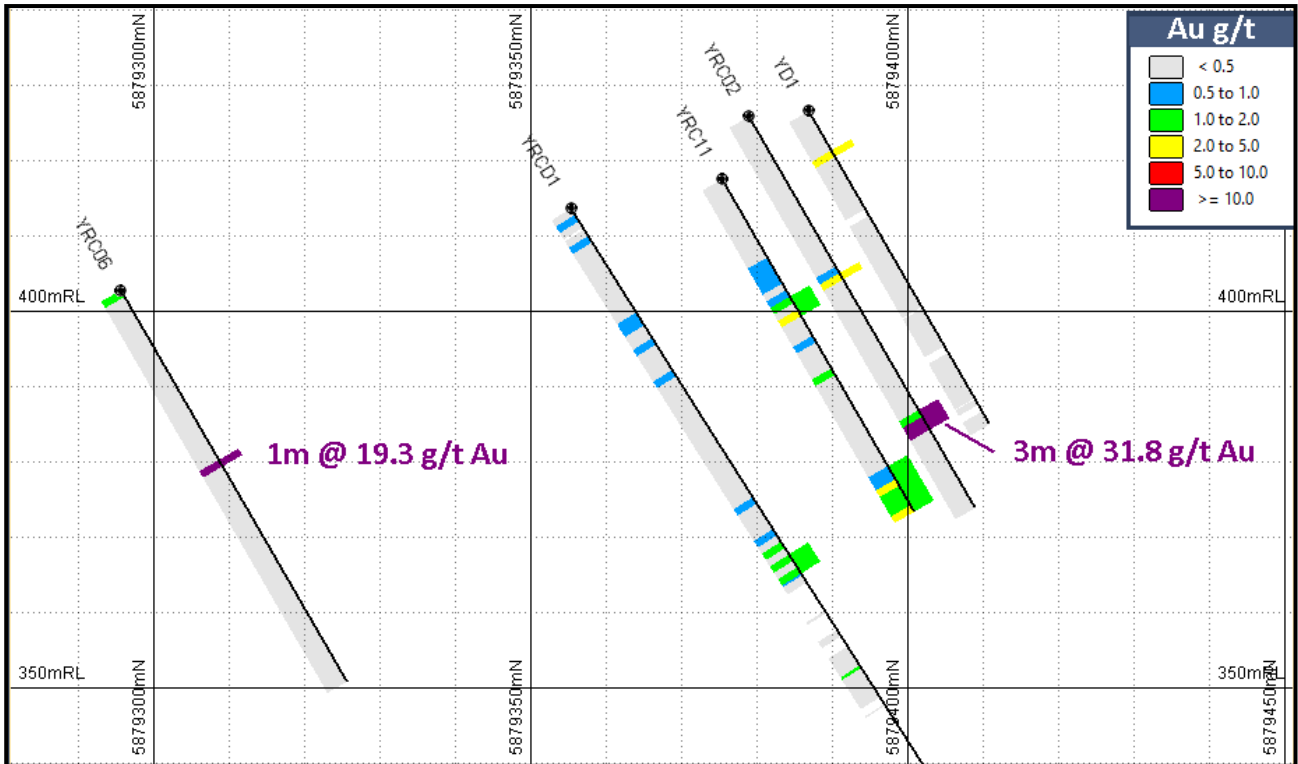 5879300mN
5879350mN
5879400mN
Au g/t
< 0.5
0.5 to 1.0
1.0 to 2.0
2.0 to 5.0
5.0 to 10.0
>= 10.0
YRC02
YD1
YRC11
YRCD1
YRC06
400mRL
400mRL
1m @ 19.3 g/t Au
3m @ 31.8 g/t Au
350mRL
350mRL
5879300mN
5879350mN
5879400mN
5879450mN